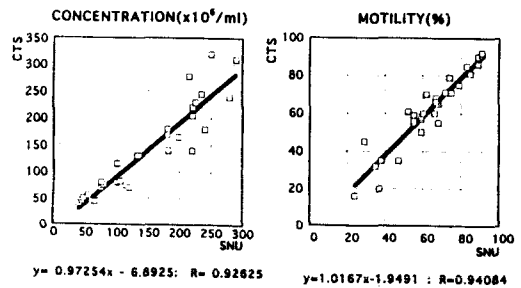 CONCENTRATION(x10⁶/ml)
CTS
350
300
250
200
150
100
50
0
0 50 100 150 200 250 300
SNU
y= 0.97254x - 6.8925; R= 0.92625
MOTILITY(%)
CTS
100
80
60
40
20
0
0 20 40 60 80 100
SNU
y=1.0167x-1.9491 : R=0.94084